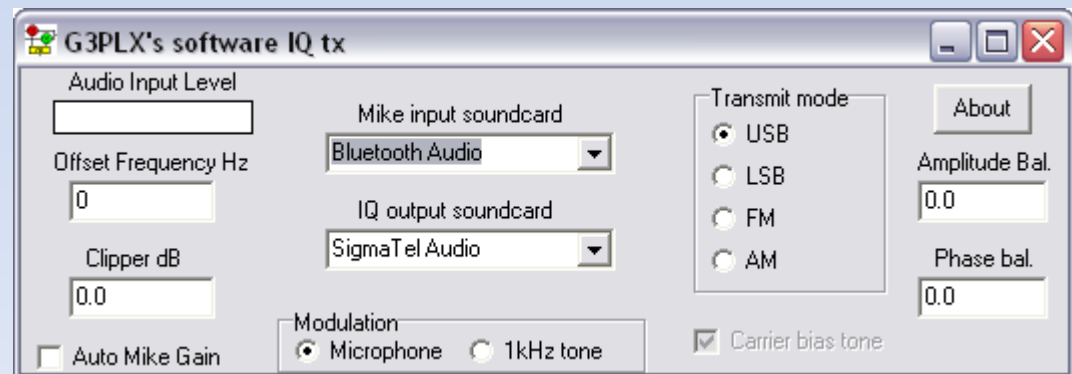 G3PLX's software IQ tx
Audio Input Level
Offset Frequency Hz
0
Clipper dB
0.0
Auto Mike Gain
Mike input soundcard
Bluetooth Audio
IQ output soundcard
SigmaTel Audio
Modulation
Microphone
1kHz tone
Transmit mode
USB
LSB
FM
AM
Carrier bias tone
About
Amplitude Bal.
0.0
Phase bal.
0.0